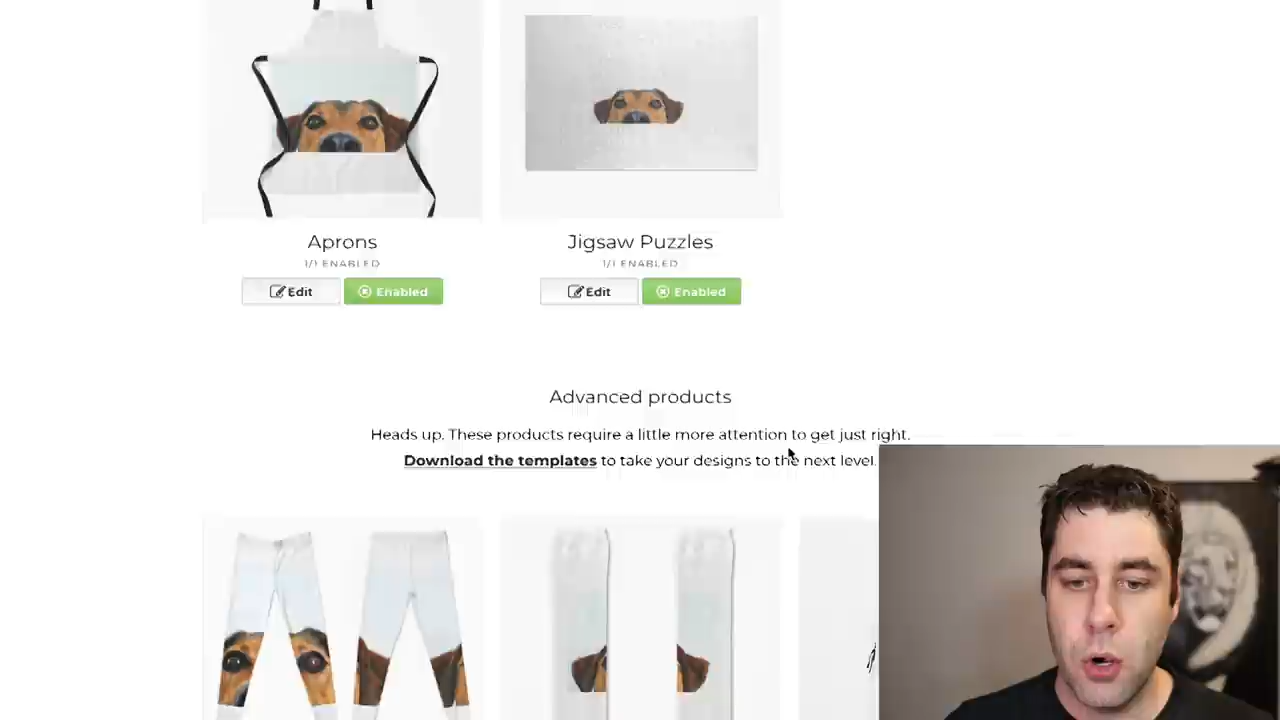 Aprons
1/1 ENABLED
Edit
Enabled
Jigsaw Puzzles
1/1 ENABLED
Edit
Enabled
Advanced products
Heads up. These products require a little more attention to get just right.
Download the templates to take your designs to the next level.